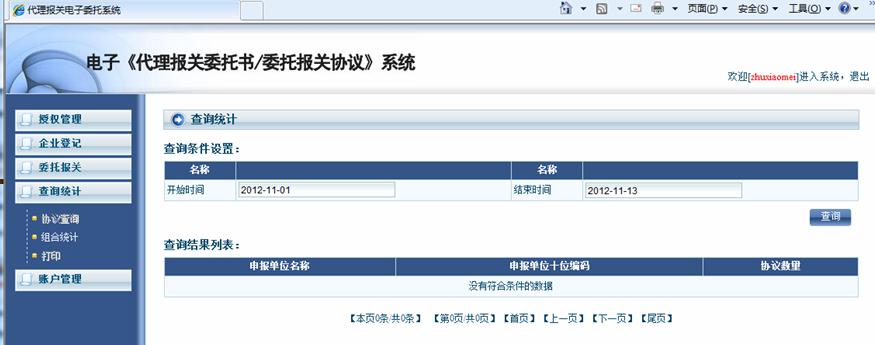 代理报关电子委托系统
页面(P) 安全(S) 工具(O)
电子《代理报关委托书/委托报关协议》系统
欢迎[zhuxiaomei]进入系统，退出
授权管理
企业登记
委托报关
查询统计
协议查询
组合统计
打印
账户管理
查询统计
查询条件设置：
名称 名称
开始时间 2012-11-01 结束时间 2012-11-13
查询
查询结果列表：
申报单位名称 申报单位十位编码 协议数量
没有符合条件的数据
【本页0条/共0条】 【第0页/共0页】【首页】【上一页】【下一页】【尾页】